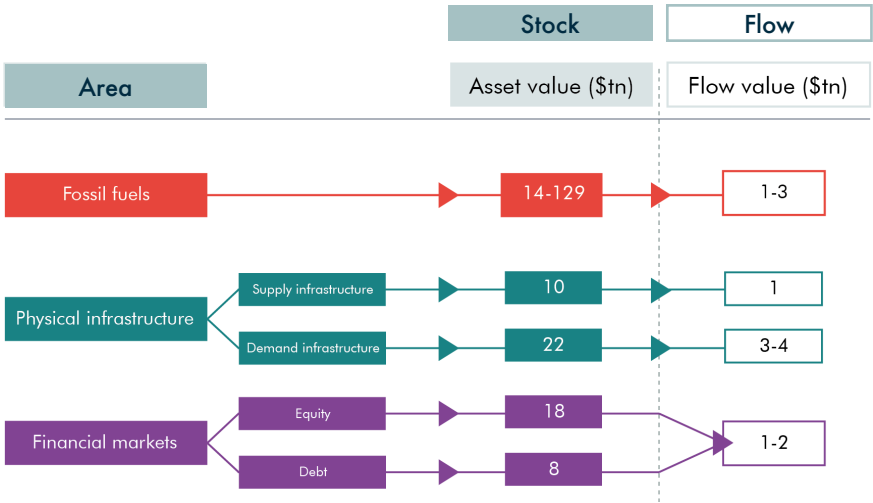 Stock
Flow
Area
Asset value ($tn)
Flow value ($tn)
Fossil fuels
14-129
1-3
Physical infrastructure
Supply infrastructure
10
1
Demand infrastructure
22
3-4
Financial markets
Equity
18
1-2
Debt
8